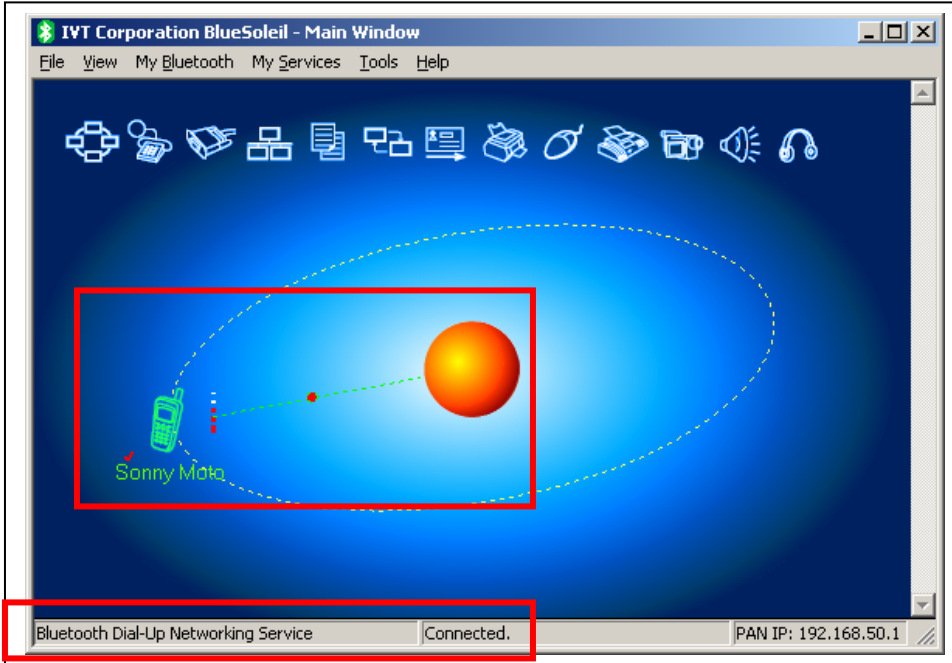 IVT Corporation BlueSoleil - Main Window
File View My Bluetooth My Services Tools Help
Sonny Moto
Bluetooth Dial-Up Networking Service Connected. PAN IP: 192.168.50.1